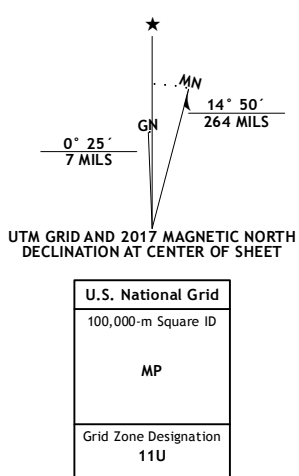 MN
GN
0° 25´
7 MILS
14° 50´
264 MILS
UTM GRID AND 2017 MAGNETIC NORTH
DECLINATION AT CENTER OF SHEET
U.S. National Grid
100,000-m Square ID
MP
Grid Zone Designation
11U